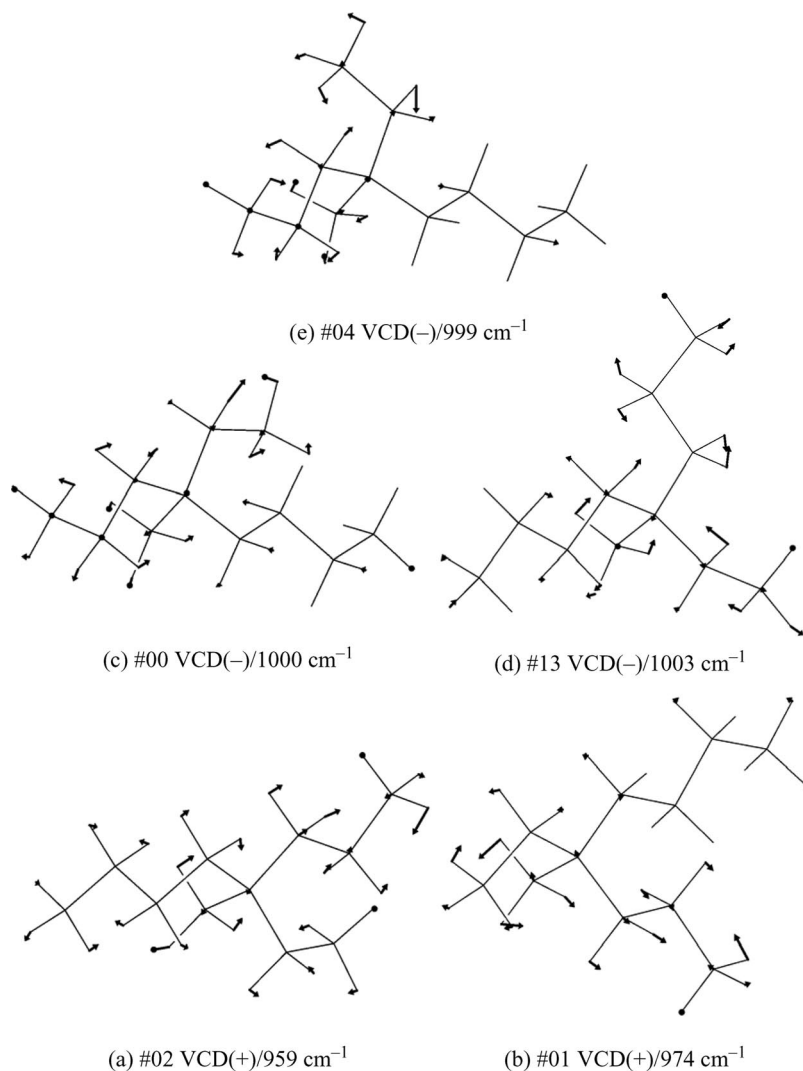 (e) #04 VCD(–)/999 cm–1
(c) #00 VCD(–)/1000 cm–1
(d) #13 VCD(–)/1003 cm–1
(a) #02 VCD(+)/959 cm–1
(b) #01 VCD(+)/974 cm–1